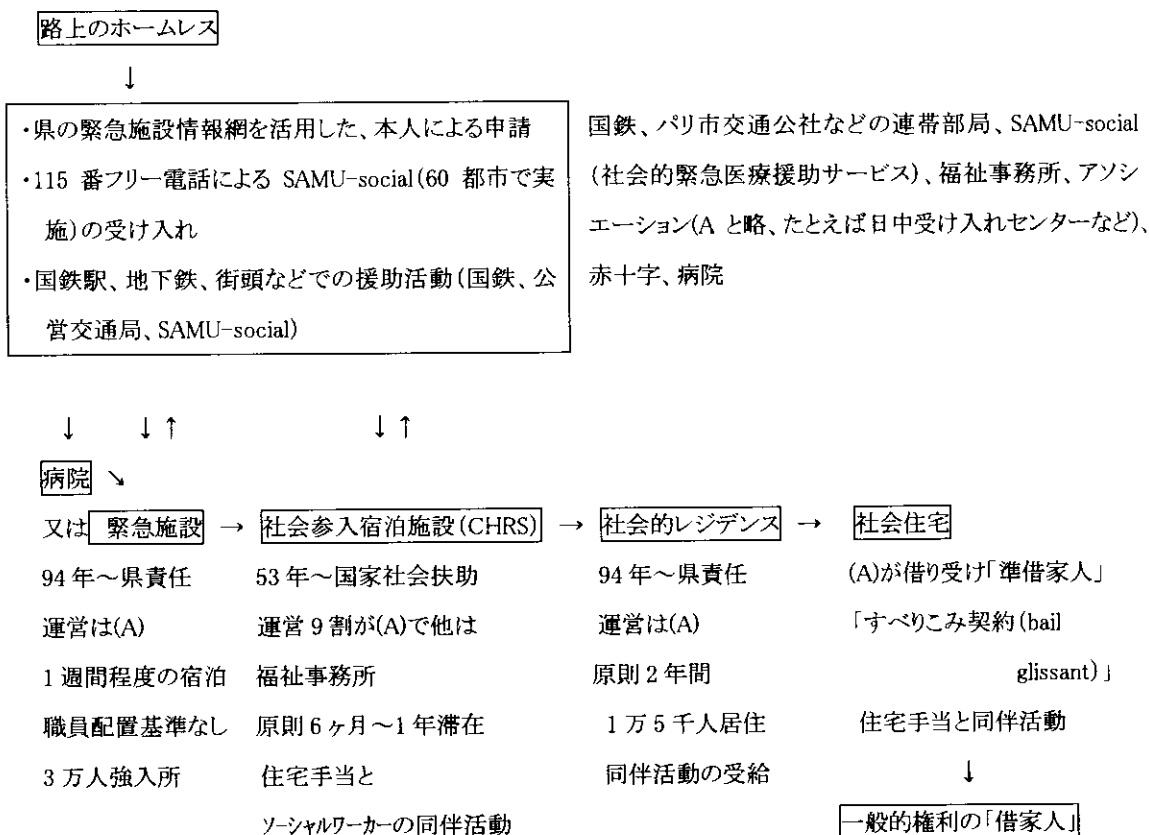 路上のホームレス
↓
・県の緊急施設情報網を活用した、本人による申請
・115 番フリー電話による SAMU-social(60 都市で実
施)の受け入れ
・国鉄駅、地下鉄、街頭などでの援助活動(国鉄、公
営交通局、SAMU-social)
国鉄、パリ市交通公社などの連帯部局、SAMU-social
(社会的緊急医療援助サービス)、福祉事務所、アソシ
エーション(A と略、たとえば日中受け入れセンターなど)、
赤十字、病院
↓ ↓↑ ↓↑
病院 ↘
又は 緊急施設 → 社会参入宿泊施設(CHRS) → 社会的レジデンス → 社会住宅
94 年～県責任
運営は(A)
1 週間程度の宿泊
職員配置基準なし
3 万人強入所
53 年～国家社会扶助
運営 9 割が(A)で他は
福祉事務所
原則 6 ヶ月～1 年滞在
住宅手当と
ソーシャルワーカーの同伴活動
94 年～県責任
運営は(A)
原則 2 年間
1 万 5 千人居住
同伴活動の受給
(A)が借り受け「準借家人」
「すべりこみ契約(bail
glissant)」
住宅手当と同伴活動
↓
一般的権利の「借家人」